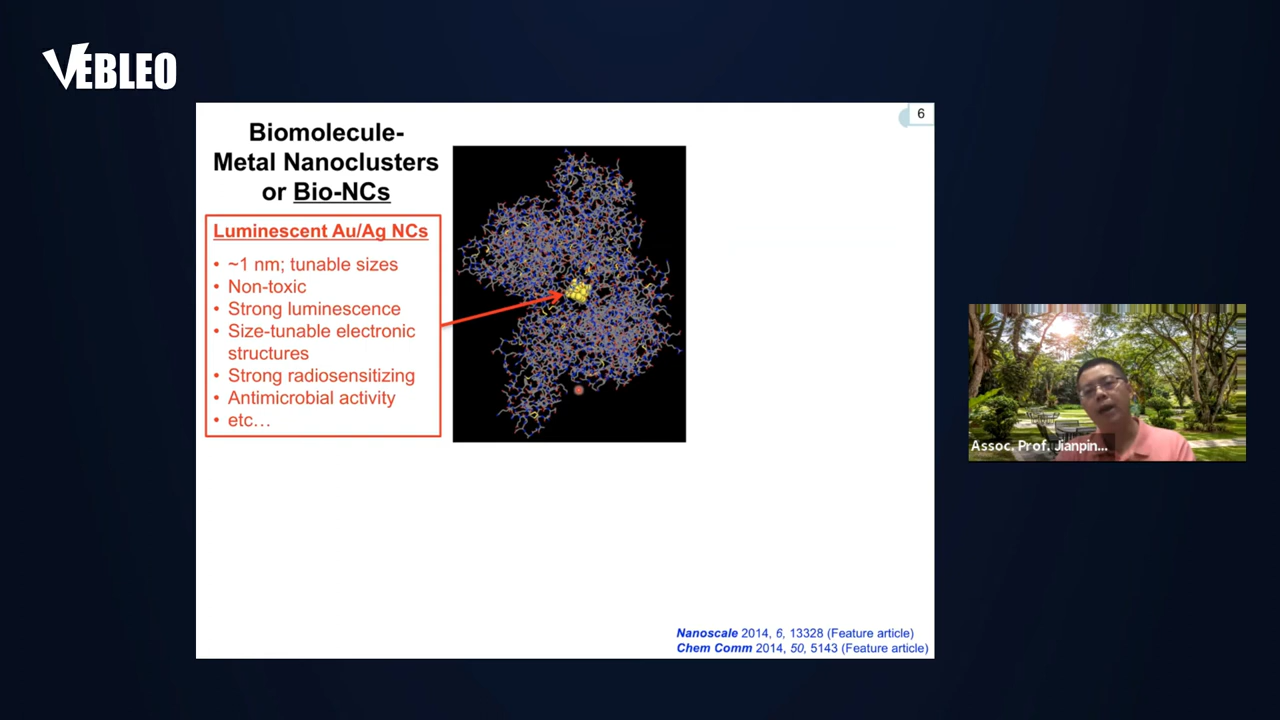 VEBLEO
6
Biomolecule-
Metal Nanoclusters
or Bio-NCs
Luminescent Au/Ag NCs
• ~1 nm; tunable sizes
• Non-toxic
• Strong luminescence
• Size-tunable electronic
structures
• Strong radiosensitizing
• Antimicrobial activity
• etc…
Assoc. Prof. Jianpin...
Nanoscale 2014, 6, 13328 (Feature article)
Chem Comm 2014, 50, 5143 (Feature article)